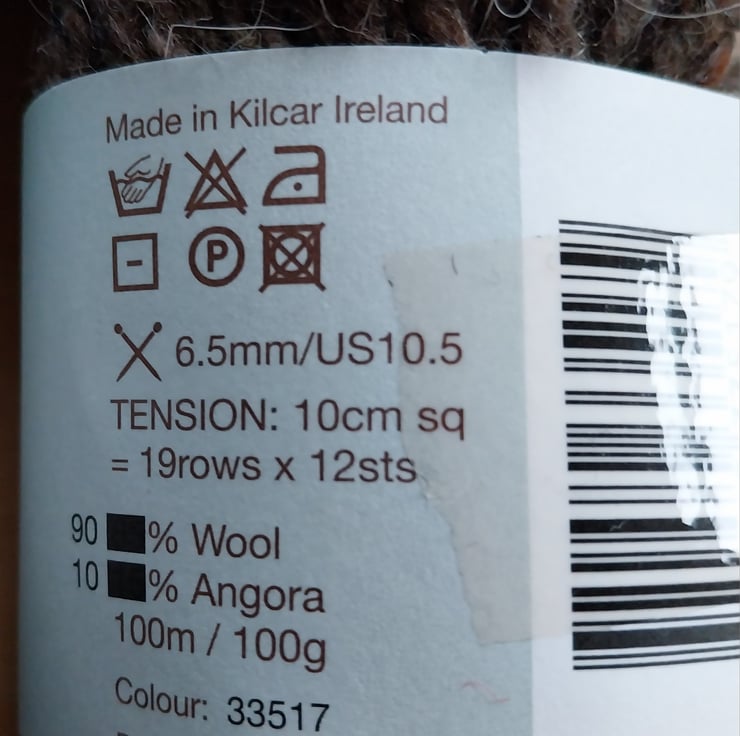 Made in Kilcar Ireland
P
6.5mm/US10.5
TENSION: 10cm sq
= 19rows x 12sts
90 % Wool
10 % Angora
100m / 100g
Colour: 33517